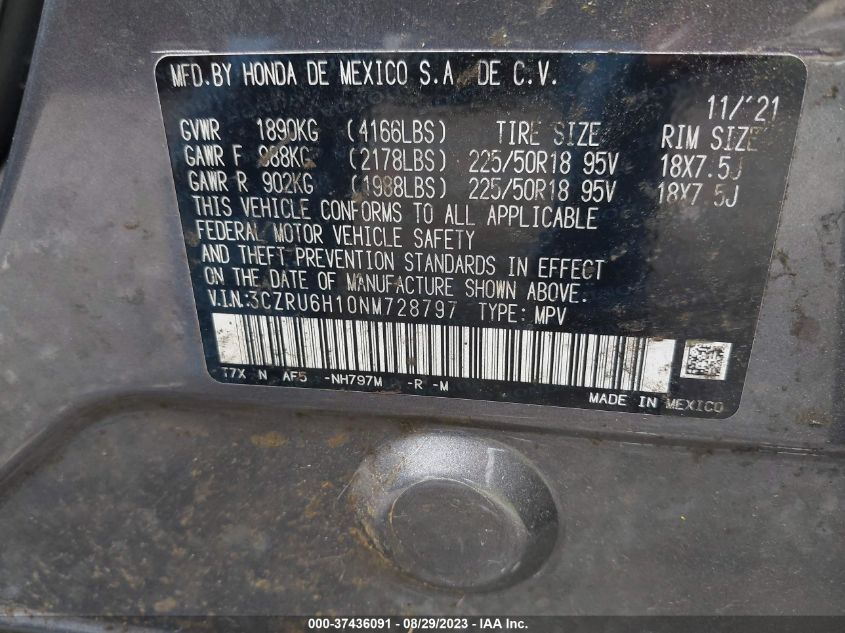 MFD.BY HONDA DE MEXICO S.A. DE C.V.
11/'21
GVWR 1890KG (4166LBS) TIRE SIZE RIM SIZE
GAWR F 988KG (2178LBS) 225/50R18 95V 18X7.5J
GAWR R 902KG (1988LBS) 225/50R18 95V 18X7.5J
THIS VEHICLE CONFORMS TO ALL APPLICABLE
FEDERAL MOTOR VEHICLE SAFETY
AND THEFT PREVENTION STANDARDS IN EFFECT
ON THE DATE OF MANUFACTURE SHOWN ABOVE.
V.I.N.:3CZRU6H10NM728797 TYPE: MPV
T7X N AF5 -NH797M -R -M
MADE IN MEXICO
000-37436091 - 08/29/2023 - IAA Inc.